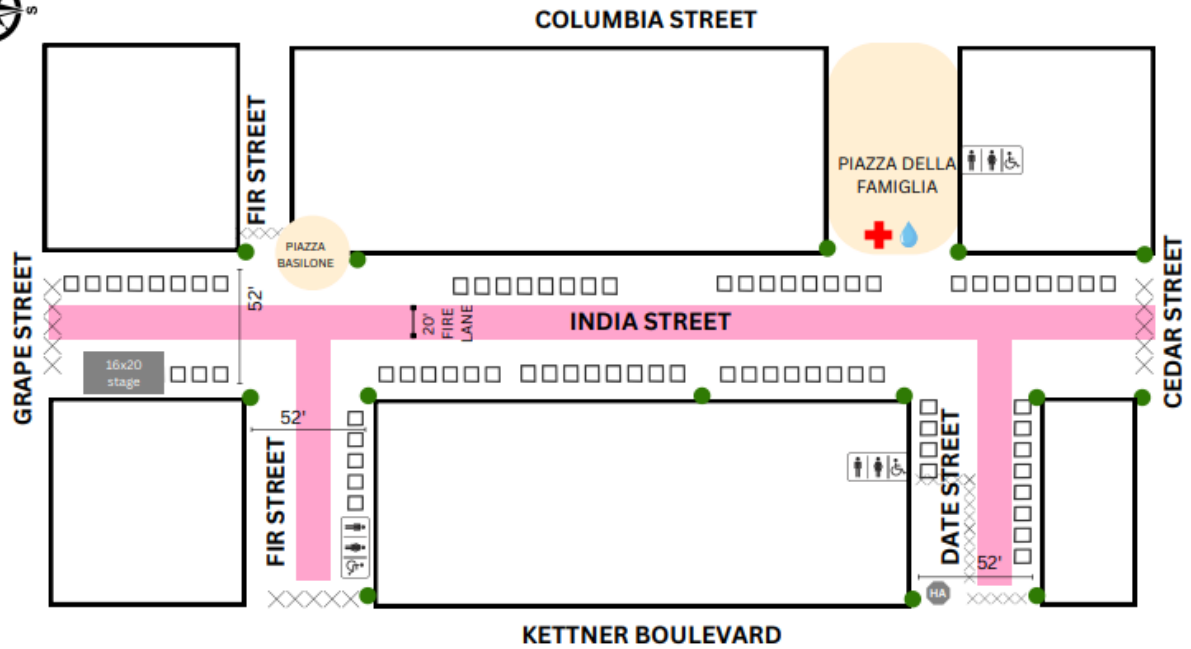 S
COLUMBIA STREET
FIR STREET
PIAZZA DELLA
FAMIGLIA
PIAZZA
BASILONE
GRAPE STREET
CEDAR STREET
52'
20'
FIRE
LANE
INDIA STREET
16x20
stage
52'
FIR STREET
DATE STREET
52'
HA
KETTNER BOULEVARD